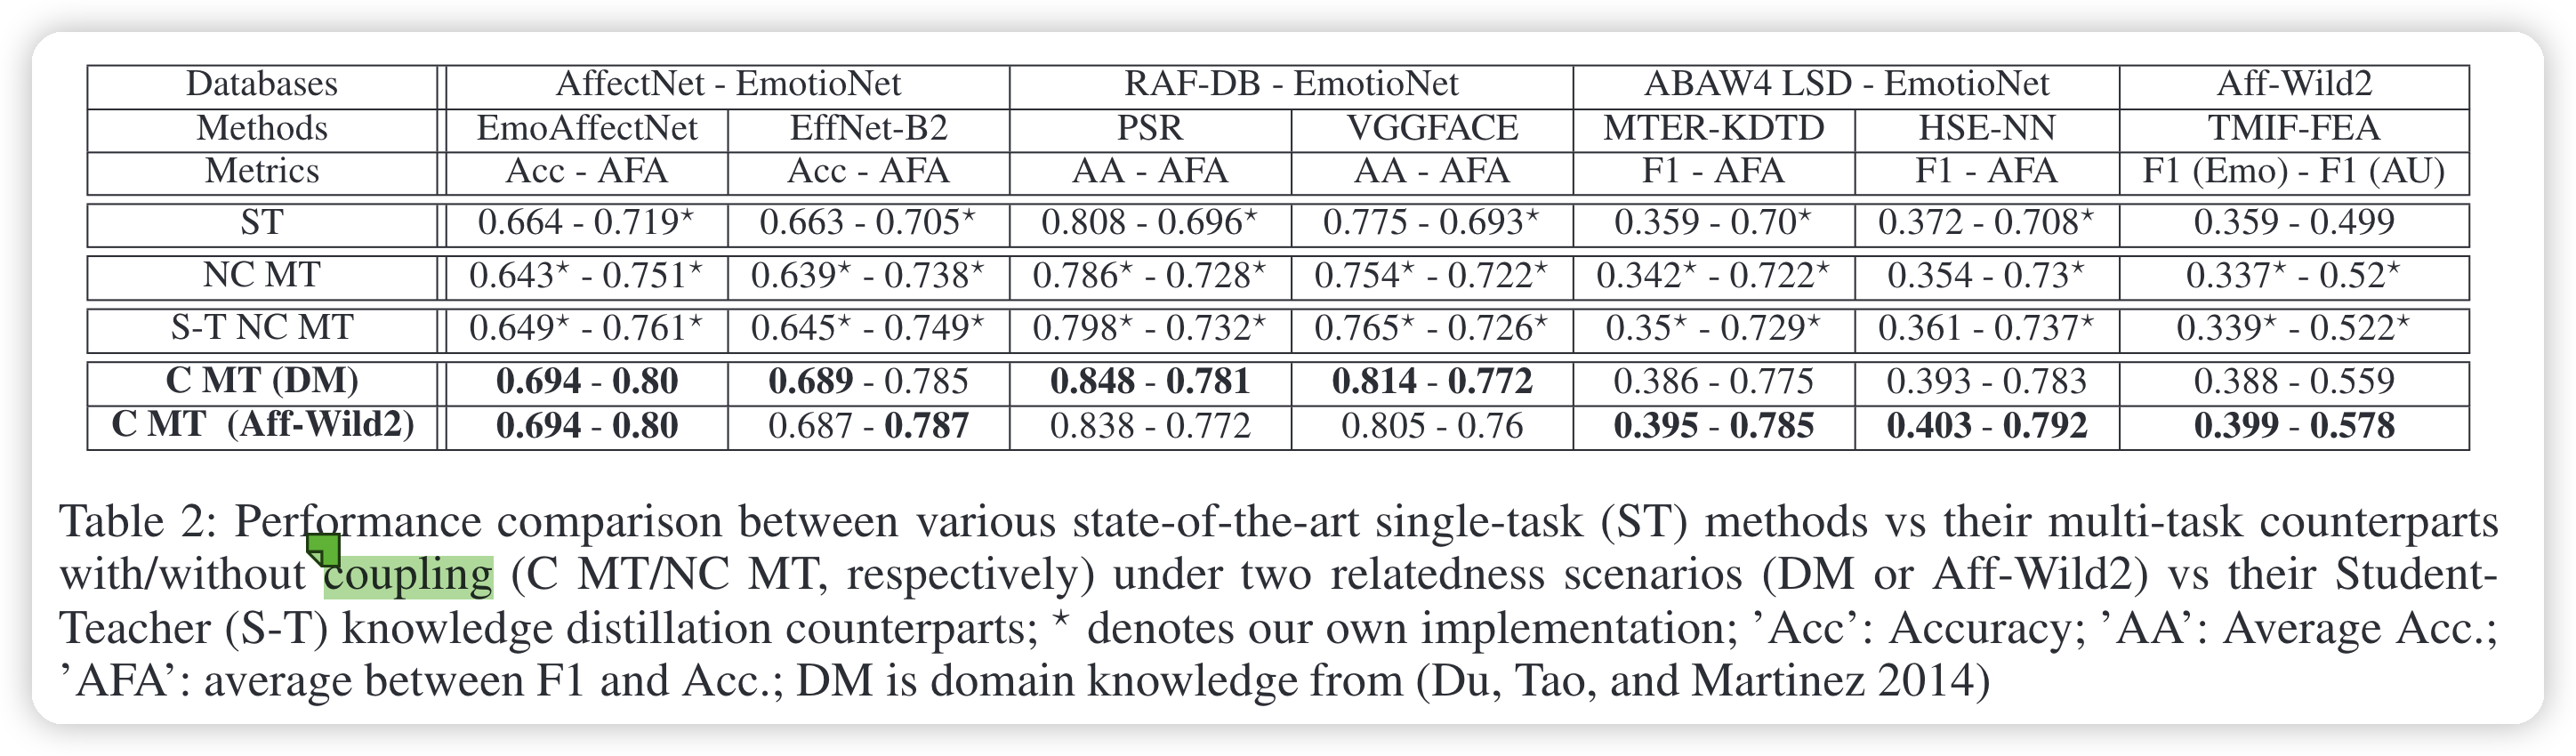 Databases AffectNet - EmotioNet RAF-DB - EmotioNet ABAW4 LSD - EmotioNet Aff-Wild2
Methods EmoAffectNet EffNet-B2 PSR VGGFACE MTER-KDTD HSE-NN TMIF-FEA
Metrics Acc - AFA Acc - AFA AA - AFA AA - AFA F1 - AFA F1 - AFA F1 (Emo) - F1 (AU)
ST 0.664 - 0.719* 0.663 - 0.705* 0.808 - 0.696* 0.775 - 0.693* 0.359 - 0.70* 0.372 - 0.708* 0.359 - 0.499
NC MT 0.643* - 0.751* 0.639* - 0.738* 0.786* - 0.728* 0.754* - 0.722* 0.342* - 0.722* 0.354 - 0.73* 0.337* - 0.52*
S-T NC MT 0.649* - 0.761* 0.645* - 0.749* 0.798* - 0.732* 0.765* - 0.726* 0.35* - 0.729* 0.361 - 0.737* 0.339* - 0.522*
C MT (DM) 0.694 - 0.80 0.689 - 0.785 0.848 - 0.781 0.814 - 0.772 0.386 - 0.775 0.393 - 0.783 0.388 - 0.559
C MT (Aff-Wild2) 0.694 - 0.80 0.687 - 0.787 0.838 - 0.772 0.805 - 0.76 0.395 - 0.785 0.403 - 0.792 0.399 - 0.578
Table 2: Performance comparison between various state-of-the-art single-task (ST) methods vs their multi-task counterparts
with/without coupling (C MT/NC MT, respectively) under two relatedness scenarios (DM or Aff-Wild2) vs their Student-
Teacher (S-T) knowledge distillation counterparts; * denotes our own implementation; 'Acc': Accuracy; 'AA': Average Acc.;
'AFA': average between F1 and Acc.; DM is domain knowledge from (Du, Tao, and Martinez 2014)